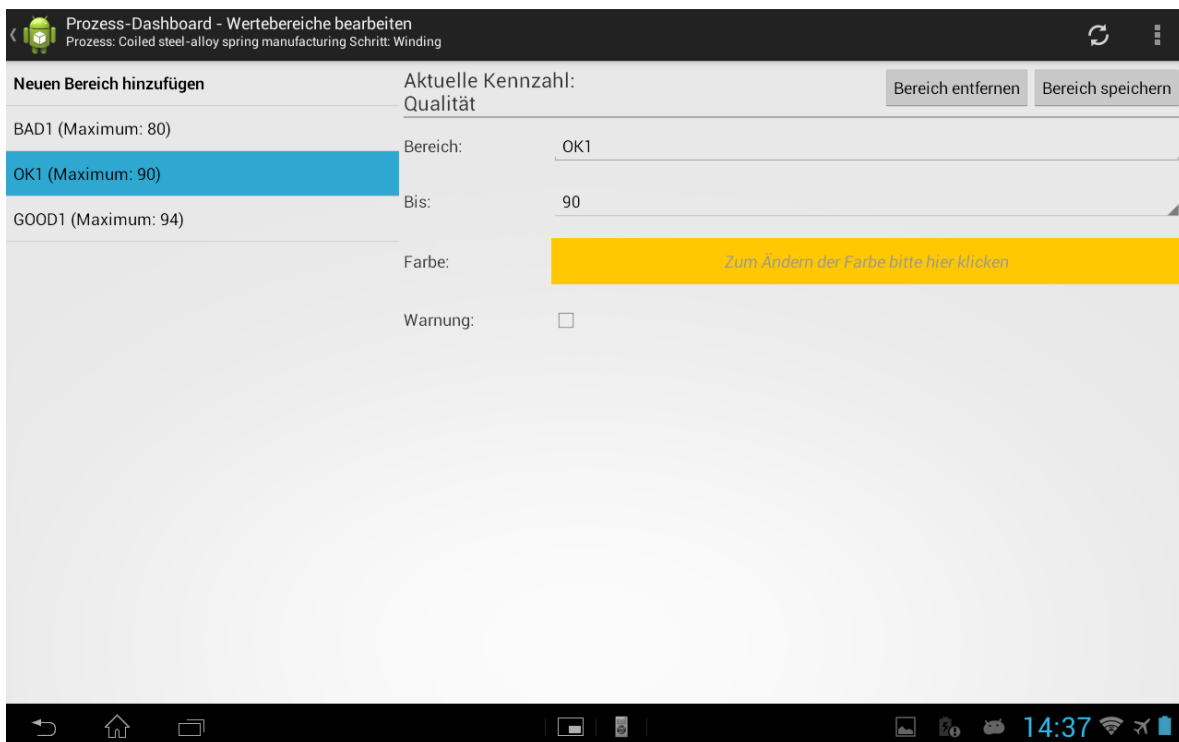 Prozess-Dashboard - Wertebereiche bearbeiten
Prozess: Coiled steel-alloy spring manufacturing Schritt: Winding
Neuen Bereich hinzufügen
BAD1 (Maximum: 80)
OK1 (Maximum: 90)
GOOD1 (Maximum: 94)
Aktuelle Kennzahl:
Qualität
Bereich entfernen
Bereich speichern
Bereich: OK1
Bis: 90
Farbe: Zum Ändern der Farbe bitte hier klicken
Warnung:
14:37